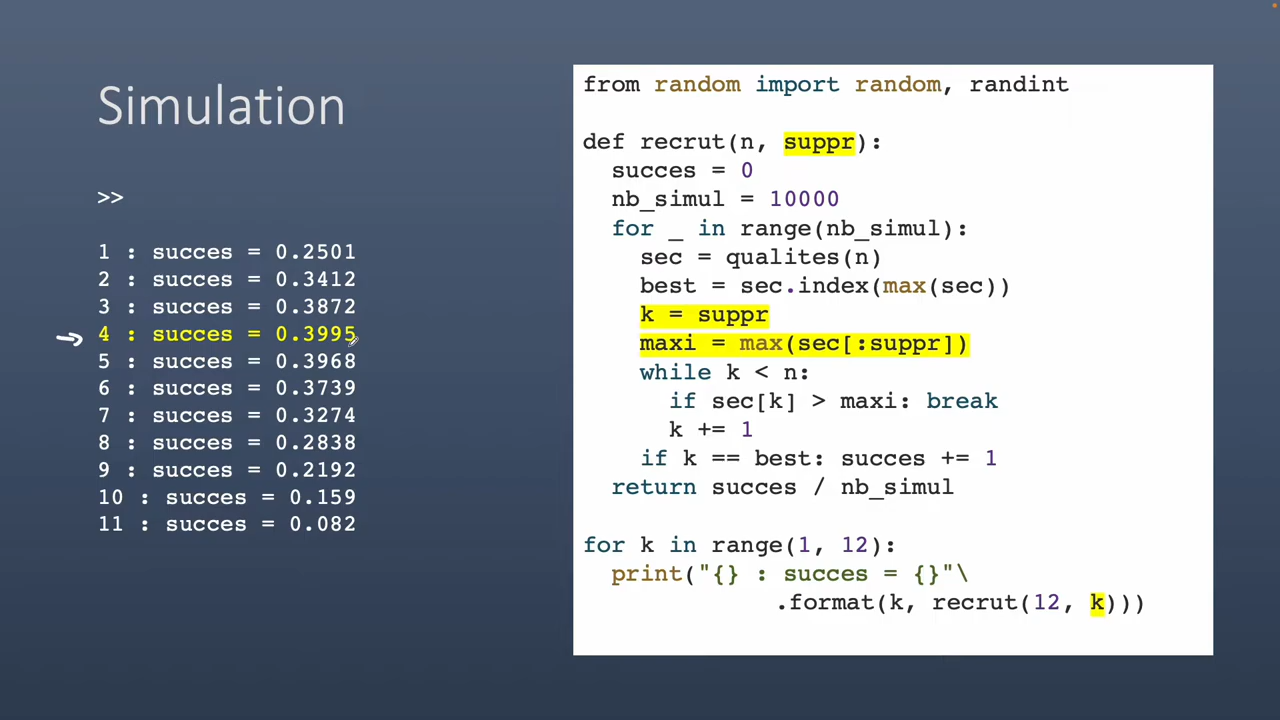 Simulation
>>
1 : succes = 0.2501
2 : succes = 0.3412
3 : succes = 0.3872
4 : succes = 0.3995
5 : succes = 0.3968
6 : succes = 0.3739
7 : succes = 0.3274
8 : succes = 0.2838
9 : succes = 0.2192
10 : succes = 0.159
11 : succes = 0.082
from random import random, randint
def recrut(n, suppr):
  succes = 0
  nb_simul = 10000
  for _ in range(nb_simul):
    sec = qualites(n)
    best = sec.index(max(sec))
    k = suppr
    maxi = max(sec[:suppr])
    while k < n:
      if sec[k] > maxi: break
      k += 1
    if k == best: succes += 1
  return succes / nb_simul
for k in range(1, 12):
  print("{} : succes = {}"\
              .format(k, recrut(12, k)))